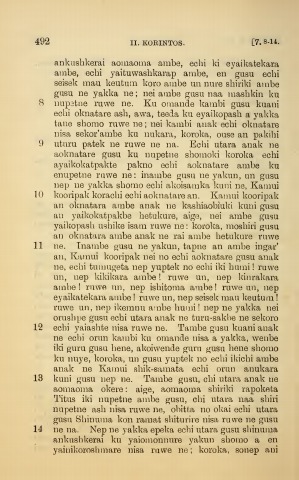 492 II. KORINTOS. [7. 8-14.
ankushkerai aomaoma ambe, echi ki eyaikatekara
ambe, echi yaituwashkarap ambe, en gusu echi
seisek mau keutum koro ambe un nure shiriki ambe
gusu ne yakka ne; nei ambe gusu naa mashkin ku
8 nupetne ruwe ne. Ku omande kambi gusu kuani
echi oknatare ash, awa, teeda ku eyaikopash a yakka
tane shomo ruwe ne; nei kambi anak echi oknatare
nisa sekor'ambe ku nukara, koroka, ouse an pakihi
9 uturu patek ne ruwe ne na. Echi utara anak ne
aoknatare gusu ku nupetne shomoki koroka echi
ayaikokatpakte pakno echi aoknatare ambe ku
enupetne ruwe ne: inambe gusu ne yakun, un gusu
nep ne yakka shomo echi akoisamka kuni ne, Kamui
10 kooripak korachi echi aoknatare an. Kamui kooripak
an oknatare ambe anak ne kashiaobiuki kuni gusu
an yaikokatpakbe hetukure, aige, nei ambe gusu
yaikopash ushike isam ruwe ne: koroka, moshiri gusu
an oknatare ambe anak ne rai ambe hetukure ruwe
11 ne. Inambe gusu ne yakun, tapne an ambe ingar'
an, Kamui kooripak nei no echi aoknatare gusu anak
ne, echi tumugeta nep yuptek no echi iki humi! ruwe
un, nep kikikara ambe! ruwe un, nep kiurakara
ambe! ruwe un, nep ishitoma ambe! ruwe un, nep
eyaikatekara ambe! ruwe un, nep seisek mau keutum!
ruwe un, nep ikemnu ambe humi! nep ne yakka nei
orushpe gusu echi utara anak ne turu-sakbe ne sekoro
12 echi yaiashte nisa ruwe ne. Tambe gusu kuani anak
ne echi orun kambi ku omande nisa a yakka, wenbe
iki guru gusu hene, akoiwende guru gusu hene shomo
ku nuye, koroka, un gusu yuptek no echi ikichi ambe
anak ne Kamui shik-samata echi orun anukara
13 kuni gusu nep ne. Tambe gusu, chi utara anak ne
aomaoma okere: aige, aomaoma shiriki rapoketa
Titus iki nupetne ambe gusu, chi utara naa shiri
nupetne ash nisa ruwe ne, obitta no okai echi utara
gusu Shinuma kon ramat shiturire nisa ruwe ne gusu
14 ne na. Nep ne yakka epeka echi utara gusu shinuma
ankushkerai ku yaiomonnure yakun shomo a en
yainikoroshmare nisa ruwe ne; koroka, sonep ani